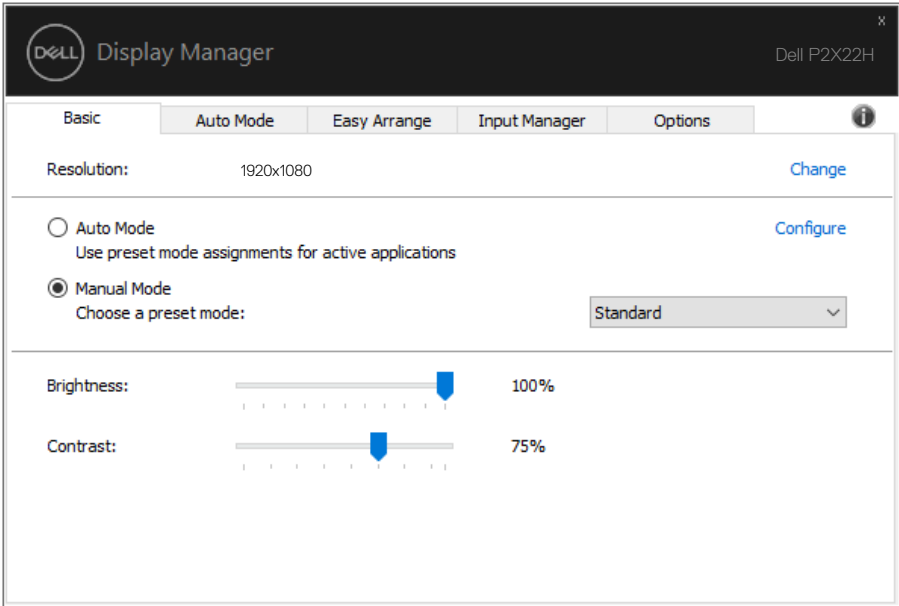 DELL
Display Manager
x
Dell P2X22H
Basic
Auto Mode
Easy Arrange
Input Manager
Options
i
Resolution:
1920x1080
Change
Auto Mode
Configure
Use preset mode assignments for active applications
Manual Mode
Choose a preset mode:
Standard
Brightness:
100%
Contrast:
75%